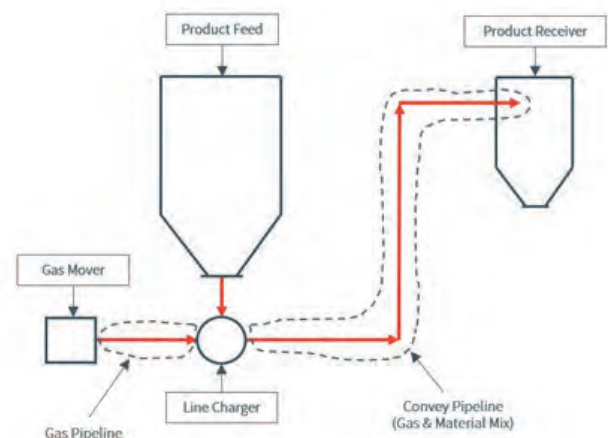 Product Feed
Product Receiver
Gas Mover
Line Charger
Gas Pipeline
Convey Pipeline
(Gas & Material Mix)